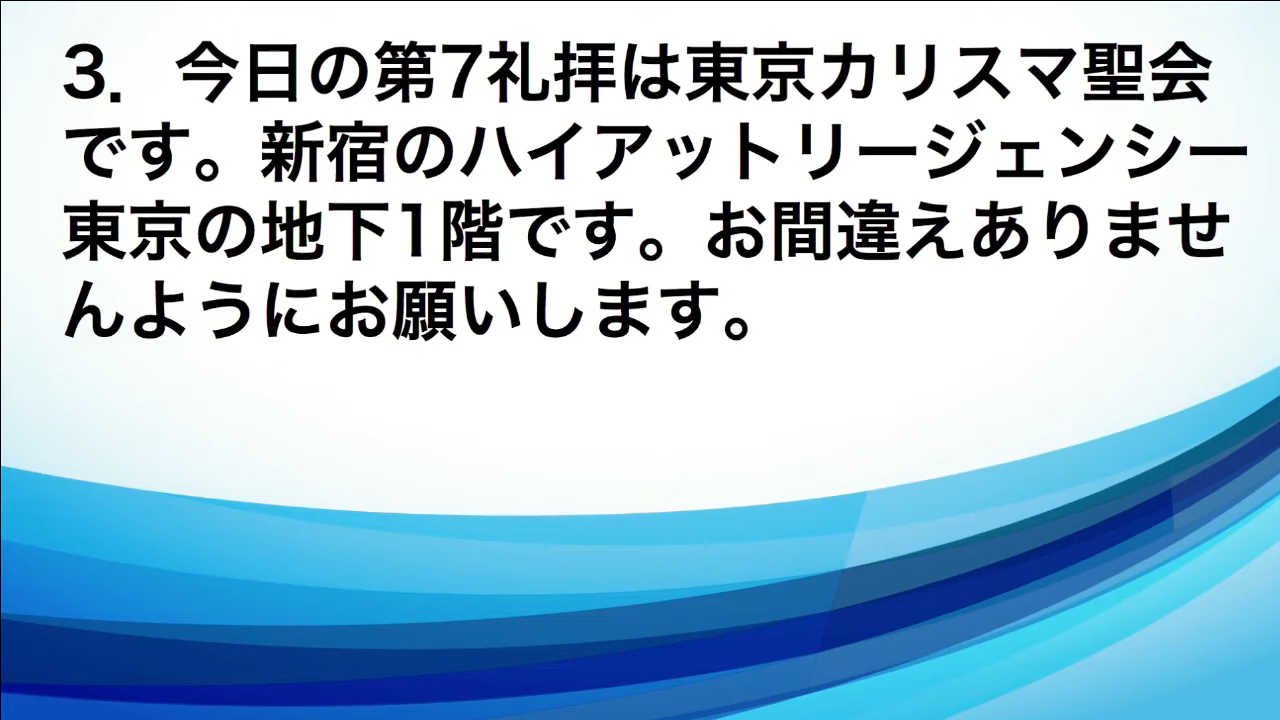 3. 今日の第7礼拝は東京カリスマ聖会
です。新宿のハイアットリージェンシー
東京の地下1階です。お間違えありませ
んようにお願いします。